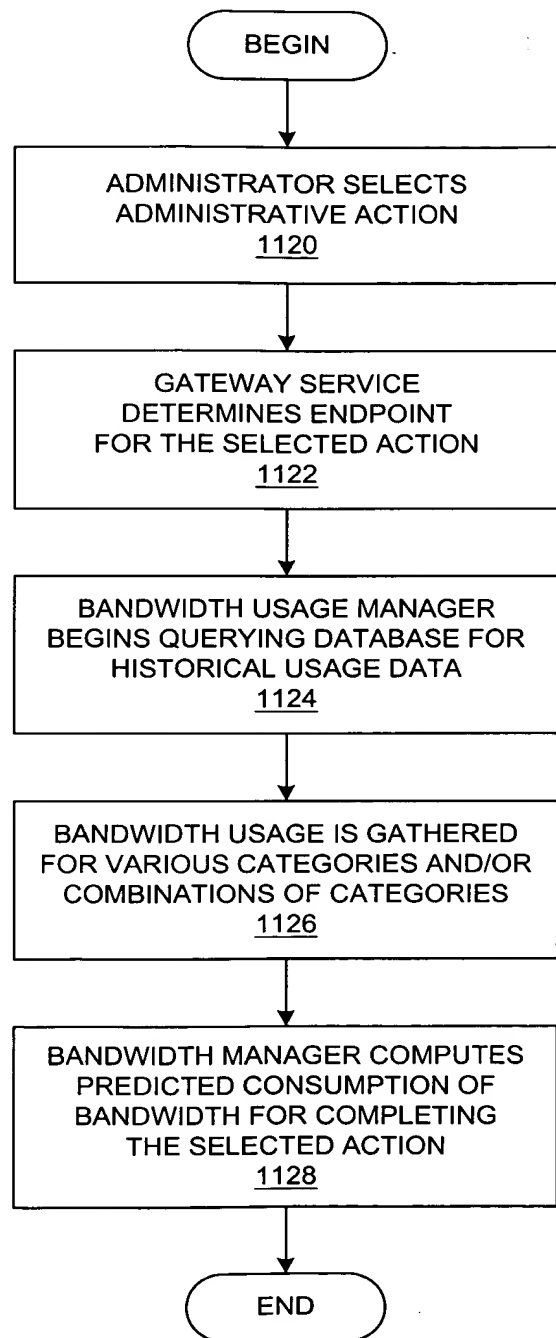 BEGIN
ADMINISTRATOR SELECTS
ADMINISTRATIVE ACTION
1120
GATEWAY SERVICE
DETERMINES ENDPOINT
FOR THE SELECTED ACTION
1122
BANDWIDTH USAGE MANAGER
BEGINS QUERYING DATABASE FOR
HISTORICAL USAGE DATA
1124
BANDWIDTH USAGE IS GATHERED
FOR VARIOUS CATEGORIES AND/OR
COMBINATIONS OF CATEGORIES
1126
BANDWIDTH MANAGER COMPUTES
PREDICTED CONSUMPTION OF
BANDWIDTH FOR COMPLETING
THE SELECTED ACTION
1128
END